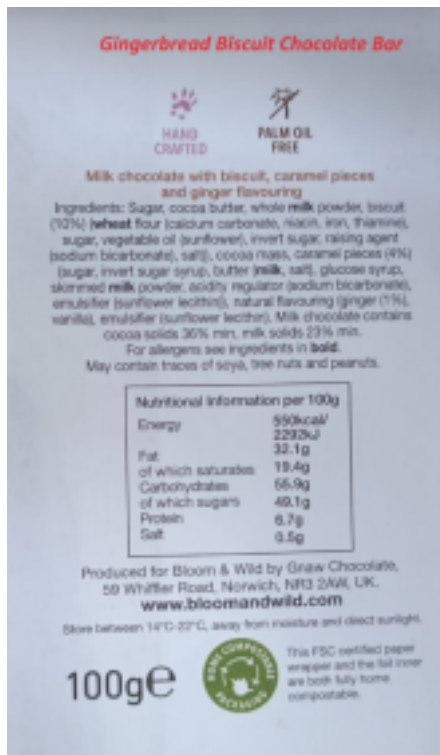 Gingerbread Biscuit Chocolate Bar
HAND
CRAFTED
PALM OIL
FREE
Milk chocolate with biscuit, caramel pieces
and ginger flavouring
Ingredients: Sugar, cocoa butter, whole milk powder, biscuit
(10%) (wheat flour (calcium carbonate, niacin, iron, thiamine),
sugar, vegetable oil (sunflower), invert sugar, raising agent
(sodium bicarbonate), salt), cocoa mass, caramel pieces (4%)
(sugar, invert sugar syrup, butter (milk, salt), glucose syrup,
skimmed milk powder, acidity regulator (sodium bicarbonate),
emulsifier (sunflower lecithin)), natural flavouring (ginger (1%),
vanilla), emulsifier (sunflower lecithin). Milk chocolate contains
cocoa solids 36% min, milk solids 23% min.
For allergens see ingredients in bold.
May contain traces of soya, tree nuts and peanuts.
Nutritional Information per 100g
Energy 550kcal/
2292kJ
Fat 32.1g
of which saturates 19.4g
Carbohydrates 55.9g
of which sugars 49.1g
Protein 6.7g
Salt 0.5g
Produced for Bloom & Wild by Gnaw Chocolate,
59 Whiffler Road, Norwich, NR3 2AW, UK.
www.bloomandwild.com
Store between 14°C-22°C, away from moisture and direct sunlight.
100ge
HOME COMPOSTABLE
PACKAGING
This FSC certified paper
wrapper and the foil inner
are both fully home
compostable.